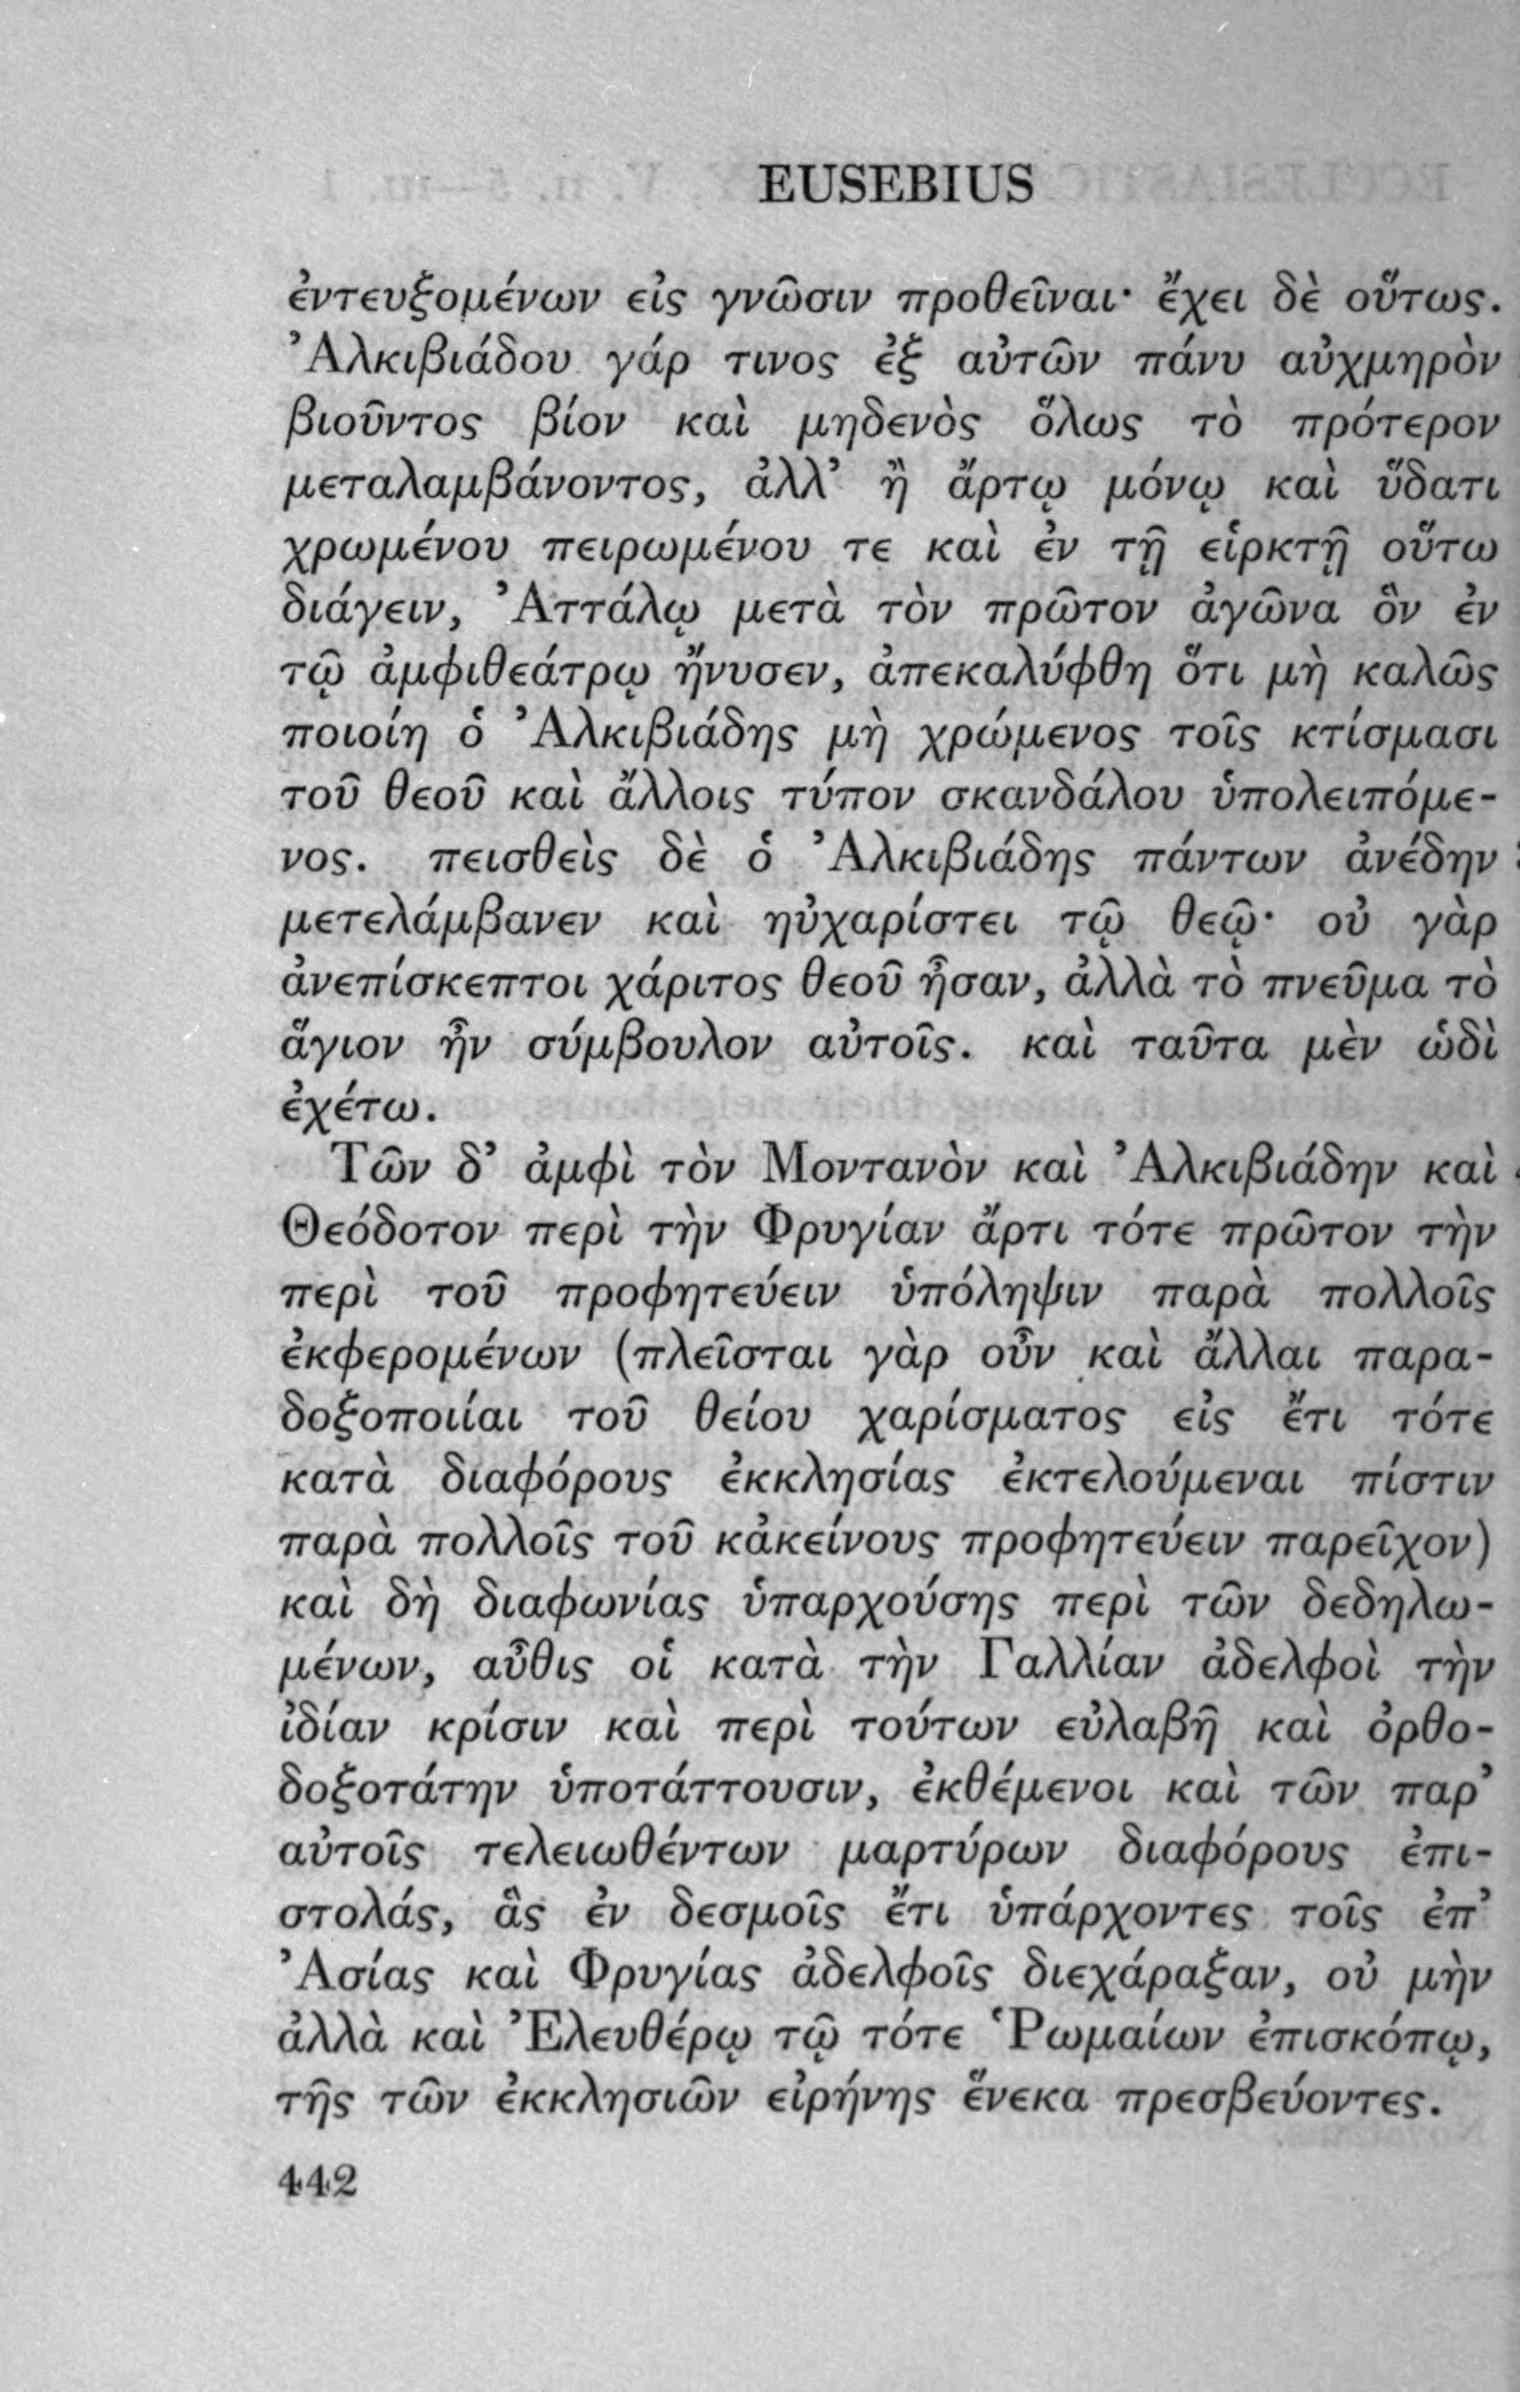 EUSEBIUS
ἐντευξομένων εἰς γνῶσιν προθεῖναι· ἔχει δὲ οὕτως.
Ἀλκιβιάδου γάρ τινος ἐξ αὐτῶν πάνυ αὐχμηρὸν
βιοῦντος βίον καὶ μηδενὸς ὅλως τὸ πρότερον
μεταλαμβάνοντος, ἀλλ’ ἢ ἄρτῳ μόνῳ καὶ ὕδατι
χρωμένου πειρωμένου τε καὶ ἐν τῇ εἱρκτῇ οὕτω
διάγειν, Ἀττάλῳ μετὰ τὸν πρῶτον ἀγῶνα ὃν ἐν
τῷ ἀμφιθεάτρῳ ἤνυσεν, ἀπεκαλύφθη ὅτι μὴ καλῶς
ποιοίη ὁ Ἀλκιβιάδης μὴ χρώμενος τοῖς κτίσμασι
τοῦ θεοῦ καὶ ἄλλοις τύπον σκανδάλου ὑπολειπόμε-
νος. πεισθεὶς δὲ ὁ Ἀλκιβιάδης πάντων ἀνέδην
μετελάμβανεν καὶ ηὐχαρίστει τῷ θεῷ· οὐ γὰρ
ἀνεπίσκεπτοι χάριτος θεοῦ ἦσαν, ἀλλὰ τὸ πνεῦμα τὸ
ἅγιον ἦν σύμβουλον αὐτοῖς. καὶ ταῦτα μὲν ὡδὶ
ἐχέτω.
Τῶν δ’ ἀμφὶ τὸν Μοντανὸν καὶ Ἀλκιβιάδην καὶ
Θεόδοτον περὶ τὴν Φρυγίαν ἄρτι τότε πρῶτον τὴν
περὶ τοῦ προφητεύειν ὑπόληψιν παρὰ πολλοῖς
ἐκφερομένων (πλεῖσται γὰρ οὖν καὶ ἄλλαι παρα-
δοξοποιίαι τοῦ θείου χαρίσματος εἰς ἔτι τότε
κατὰ διαφόρους ἐκκλησίας ἐκτελούμεναι πίστιν
παρὰ πολλοῖς τοῦ κἀκείνους προφητεύειν παρεῖχον)
καὶ δὴ διαφωνίας ὑπαρχούσης περὶ τῶν δεδηλω-
μένων, αὖθις οἱ κατὰ τὴν Γαλλίαν ἀδελφοὶ τὴν
ἰδίαν κρίσιν καὶ περὶ τούτων εὐλαβῆ καὶ ὀρθο-
δοξοτάτην ὑποτάττουσιν, ἐκθέμενοι καὶ τῶν παρ’
αὐτοῖς τελειωθέντων μαρτύρων διαφόρους ἐπι-
στολάς, ἃς ἐν δεσμοῖς ἔτι ὑπάρχοντες τοῖς ἐπ’
Ἀσίας καὶ Φρυγίας ἀδελφοῖς διεχάραξαν, οὐ μὴν
ἀλλὰ καὶ Ἐλευθέρῳ τῷ τότε Ῥωμαίων ἐπισκόπῳ,
τῆς τῶν ἐκκλησιῶν εἰρήνης ἕνεκα πρεσβεύοντες.
442